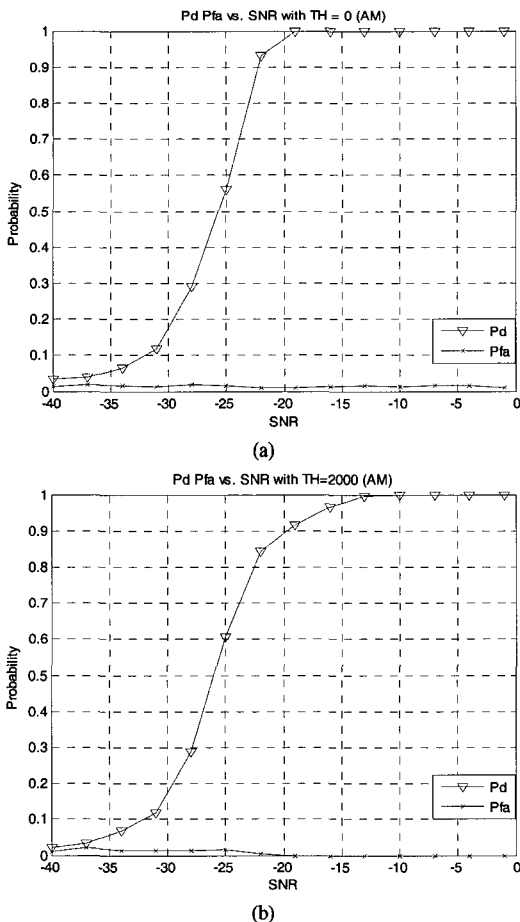 Pd Pfa vs. SNR with TH = 0 (AM)
1
0.9
0.8
0.7
0.6
0.5
0.4
0.3
0.2
0.1
0
Probability
Pd
Pfa
-40 -35 -30 -25 -20 -15 -10 -5 0
SNR
(a)
Pd Pfa vs. SNR with TH=2000 (AM)
1
0.9
0.8
0.7
0.6
0.5
0.4
0.3
0.2
0.1
0
Probability
Pd
Pfa
-40 -35 -30 -25 -20 -15 -10 -5 0
SNR
(b)